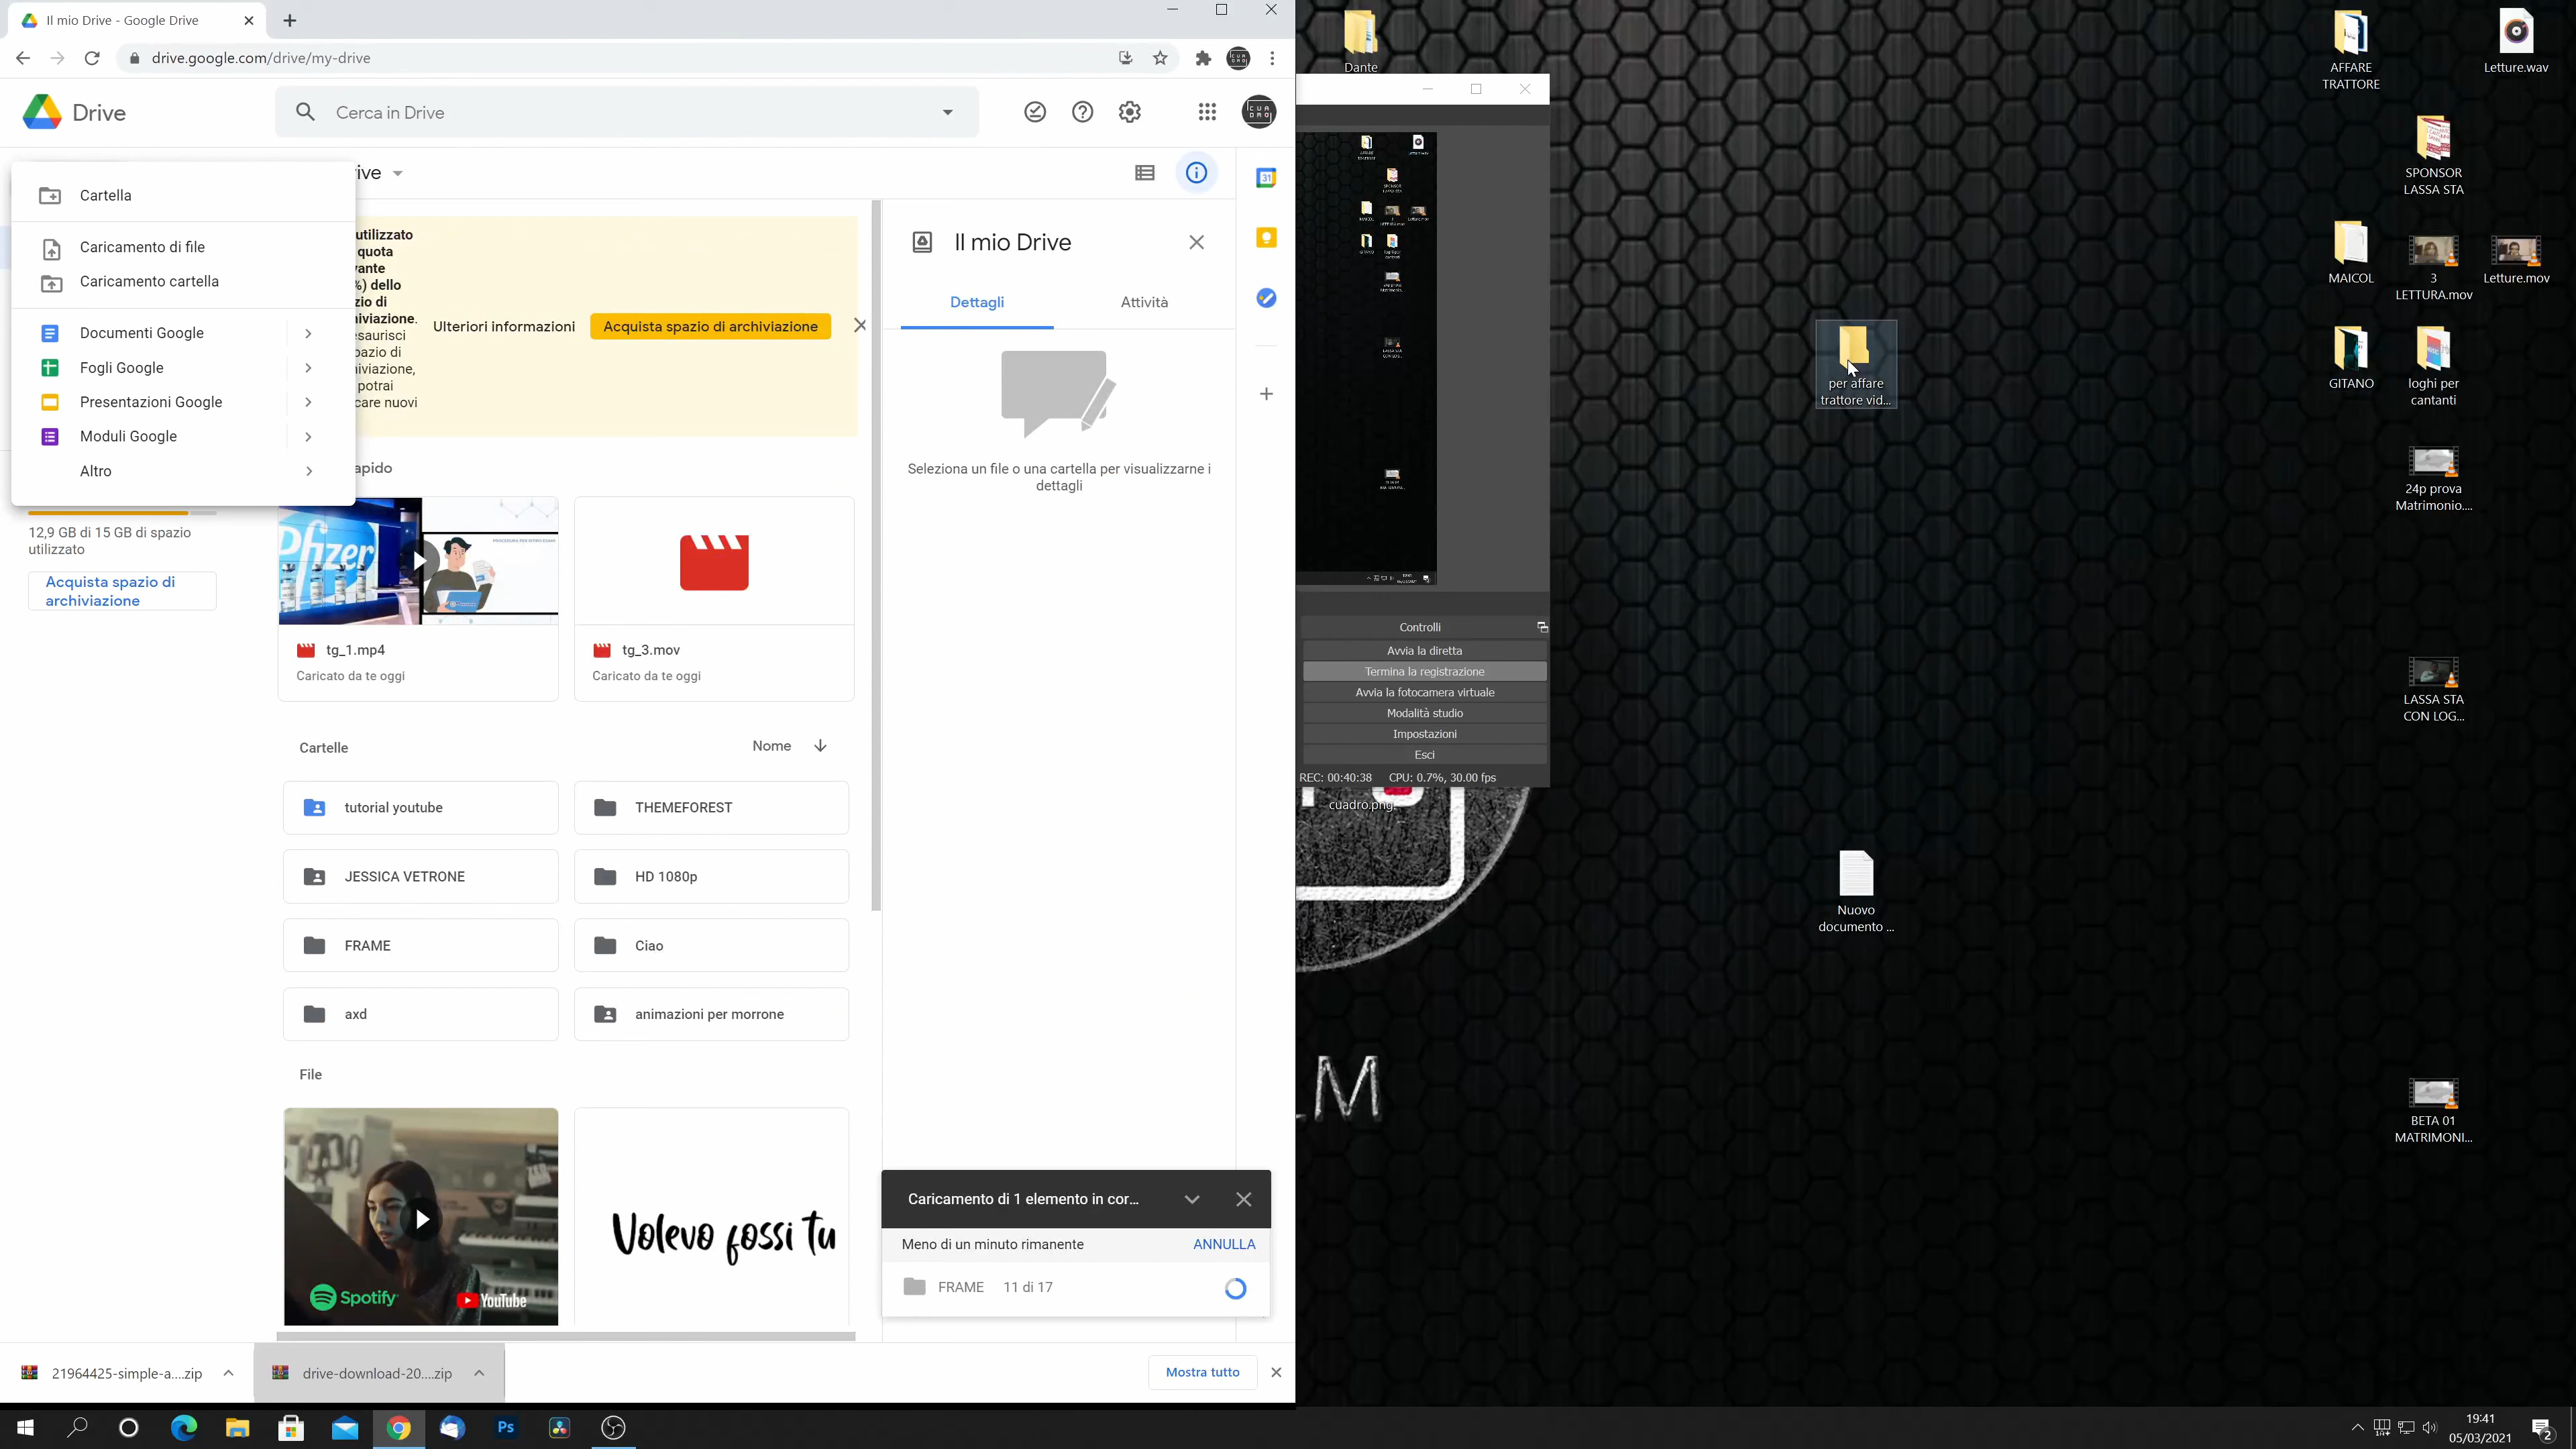 Il mio Drive - Google Drive
drive.google.com/drive/my-drive
Drive
Cerca in Drive
Cartella
Caricamento di file
Caricamento cartella
Documenti Google
Fogli Google
Presentazioni Google
Moduli Google
Altro
ive
utilizzato
quota
vante
%) dello
zio di
hiviazione.
esaurisci
pazio di
hiviazione,
potrai
care nuovi
Ulteriori informazioni
Acquista spazio di archiviazione
apido
12,9 GB di 15 GB di spazio
utilizzato
Acquista spazio di
archiviazione
Pfizer
tg_1.mp4
Caricato da te oggi
tg_3.mov
Caricato da te oggi
Cartelle
Nome
tutorial youtube
THEMEFOREST
JESSICA VETRONE
HD 1080p
FRAME
Ciao
axd
animazioni per morrone
File
Spotify
YouTube
Volevo fossi tu
31
Il mio Drive
Dettagli
Attività
Seleziona un file o una cartella per visualizzarne i
dettagli
Caricamento di 1 elemento in cor...
Meno di un minuto rimanente
ANNULLA
FRAME
11 di 17
21964425-simple-a....zip
drive-download-20....zip
Mostra tutto
Dante
Controlli
Avvia la diretta
Termina la registrazione
Avvia la fotocamera virtuale
Modalità studio
Impostazioni
Esci
REC: 00:40:38
CPU: 0.7%, 30.00 fps
cuadro.png
LM
per affare
trattore vid...
Nuovo
documento ...
AFFARE
TRATTORE
Letture.wav
SPONSOR
LASSA STA
MAICOL
3
LETTURA.mov
Letture.mov
GITANO
loghi per
cantanti
24p prova
Matrimonio....
LASSA STA
CON LOG...
BETA 01
MATRIMONI...
Ps
19:41
05/03/2021
2